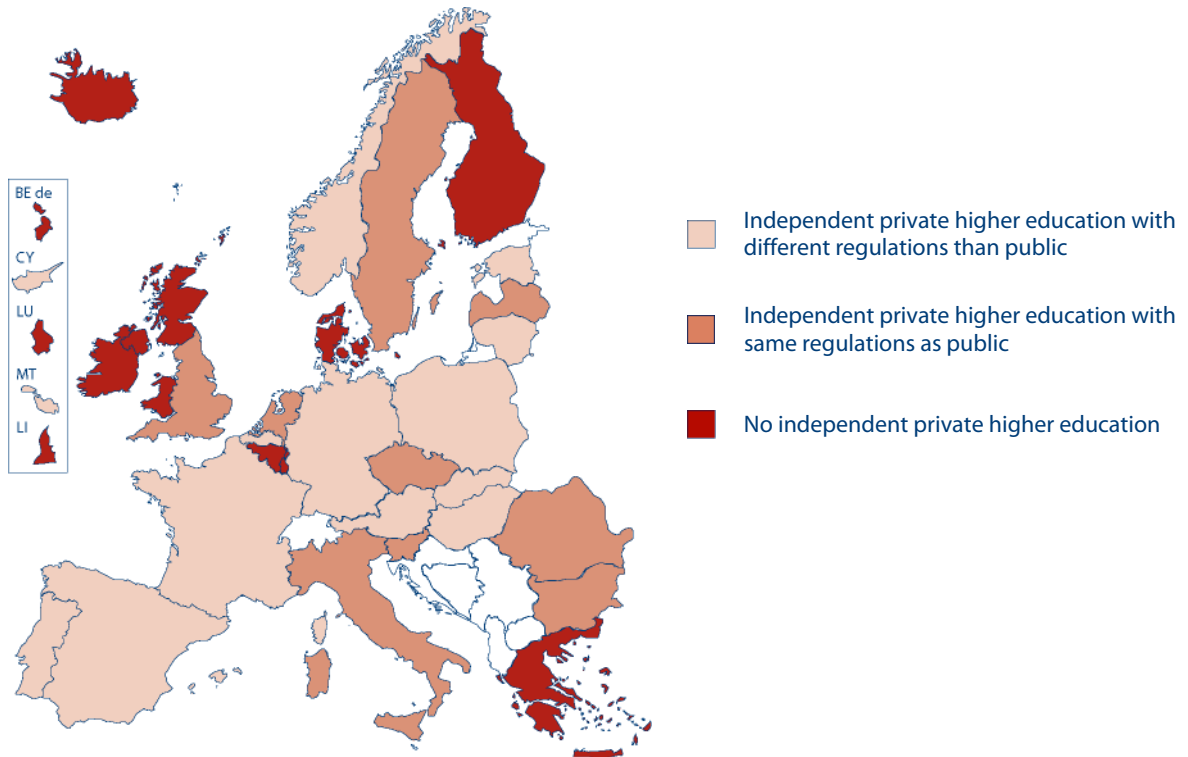 BE de
CY
LU
MT
LI
Independent private higher education with
different regulations than public
Independent private higher education with
same regulations as public
No independent private higher education